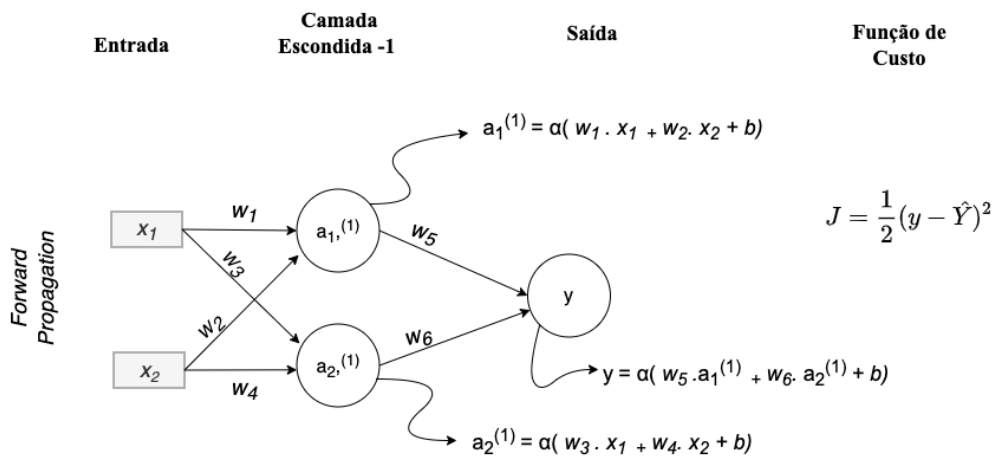 Entrada
Camada
Escondida -1
Saída
Função de
Custo
Forward
Propagation
x₁
x₂
w₁
w₃
w₂
w₄
a₁,⁽¹⁾
a₂,⁽¹⁾
w₅
w₆
y
a₁⁽¹⁾ = α( w₁ . x₁ + w₂. x₂ + b)
J = 1/2 (y − Ŷ)²
y = α( w₅ .a₁⁽¹⁾ + w₆. a₂⁽¹⁾ + b)
a₂⁽¹⁾ = α( w₃ . x₁ + w₄. x₂ + b)